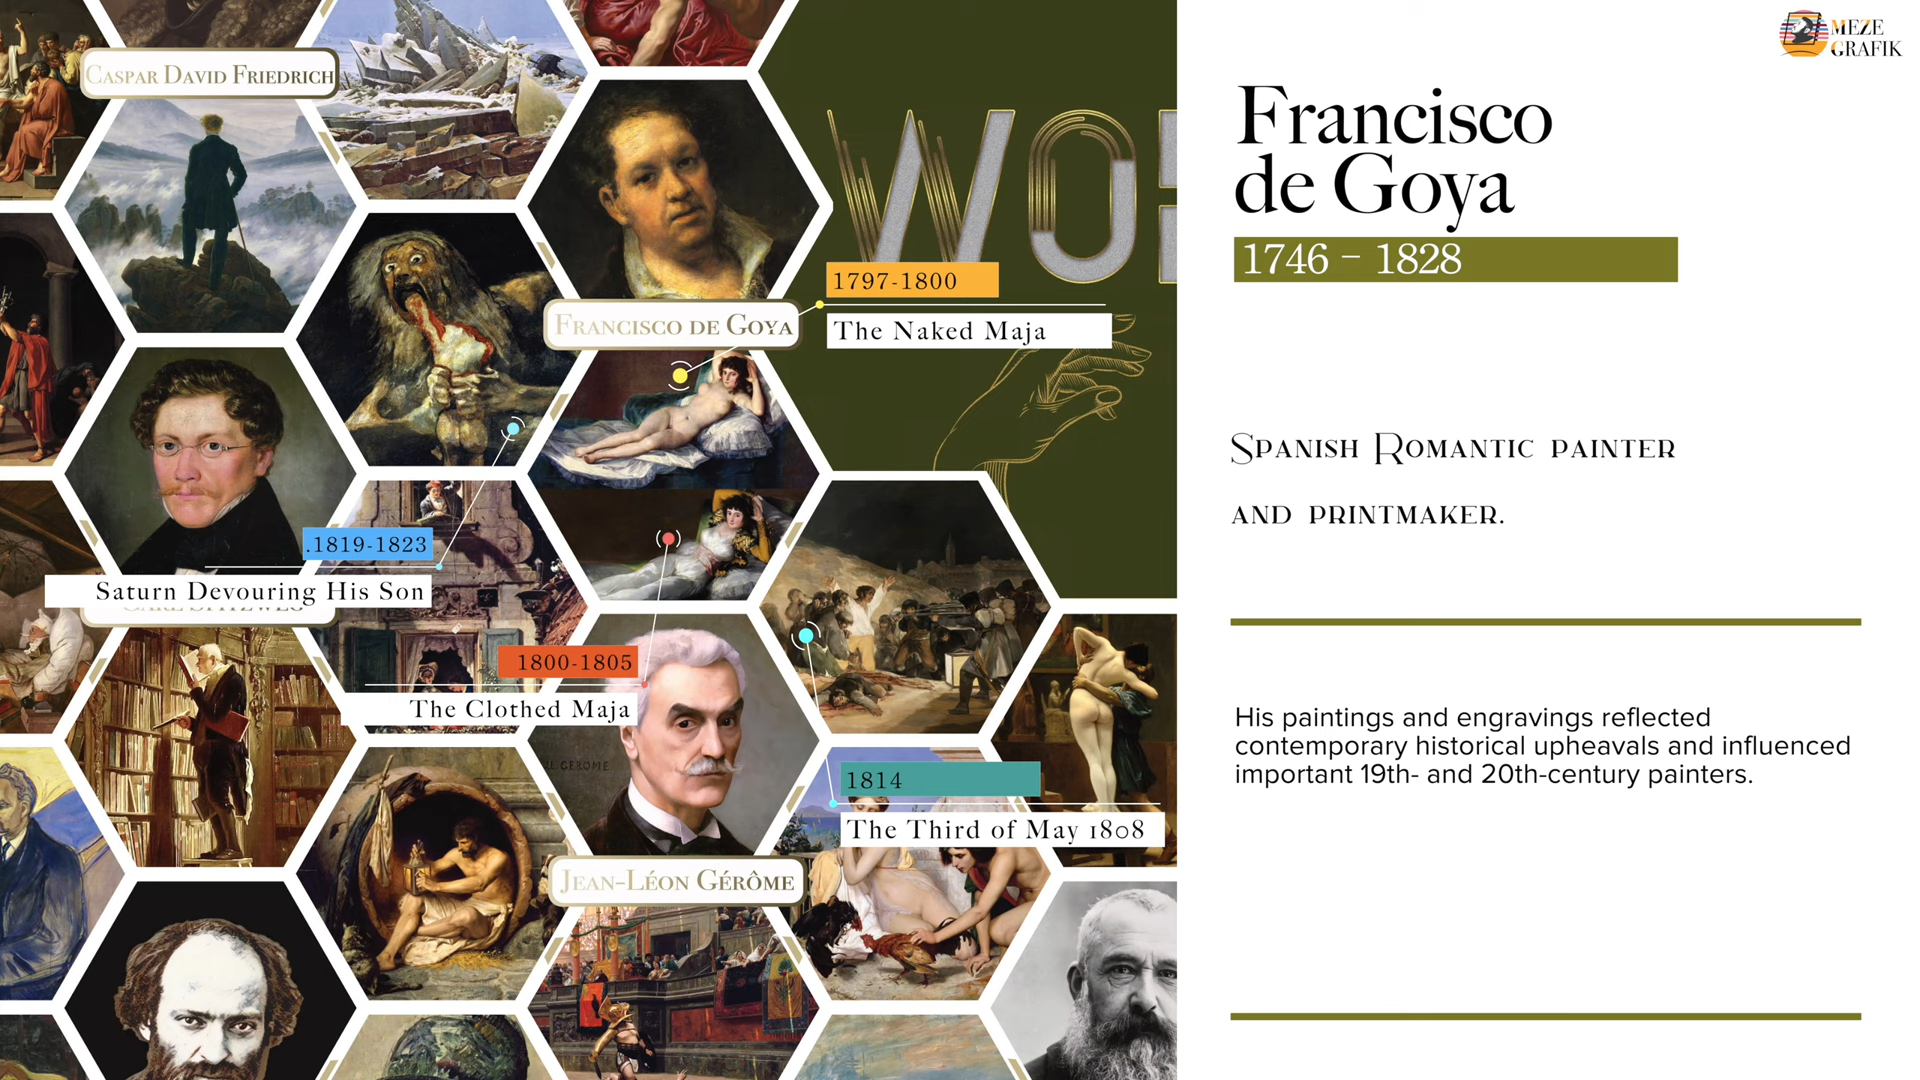 MEZE
GRAFIK
CASPAR DAVID FRIEDRICH
FRANCISCO DE GOYA
1797-1800
The Naked Maja
.1819-1823
Saturn Devouring His Son
1800-1805
The Clothed Maja
1814
The Third of May 1808
JEAN-LÉON GÉRÔME
Francisco
de Goya
1746 - 1828
SPANISH ROMANTIC PAINTER
AND PRINTMAKER.
His paintings and engravings reflected
contemporary historical upheavals and influenced
important 19th- and 20th-century painters.